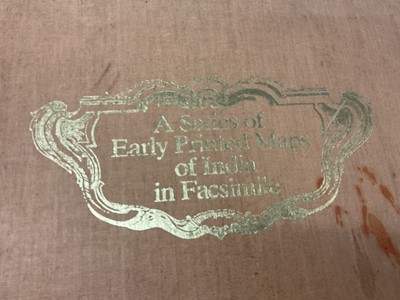 A Series of
Early Printed Maps
of India
in Facsimile